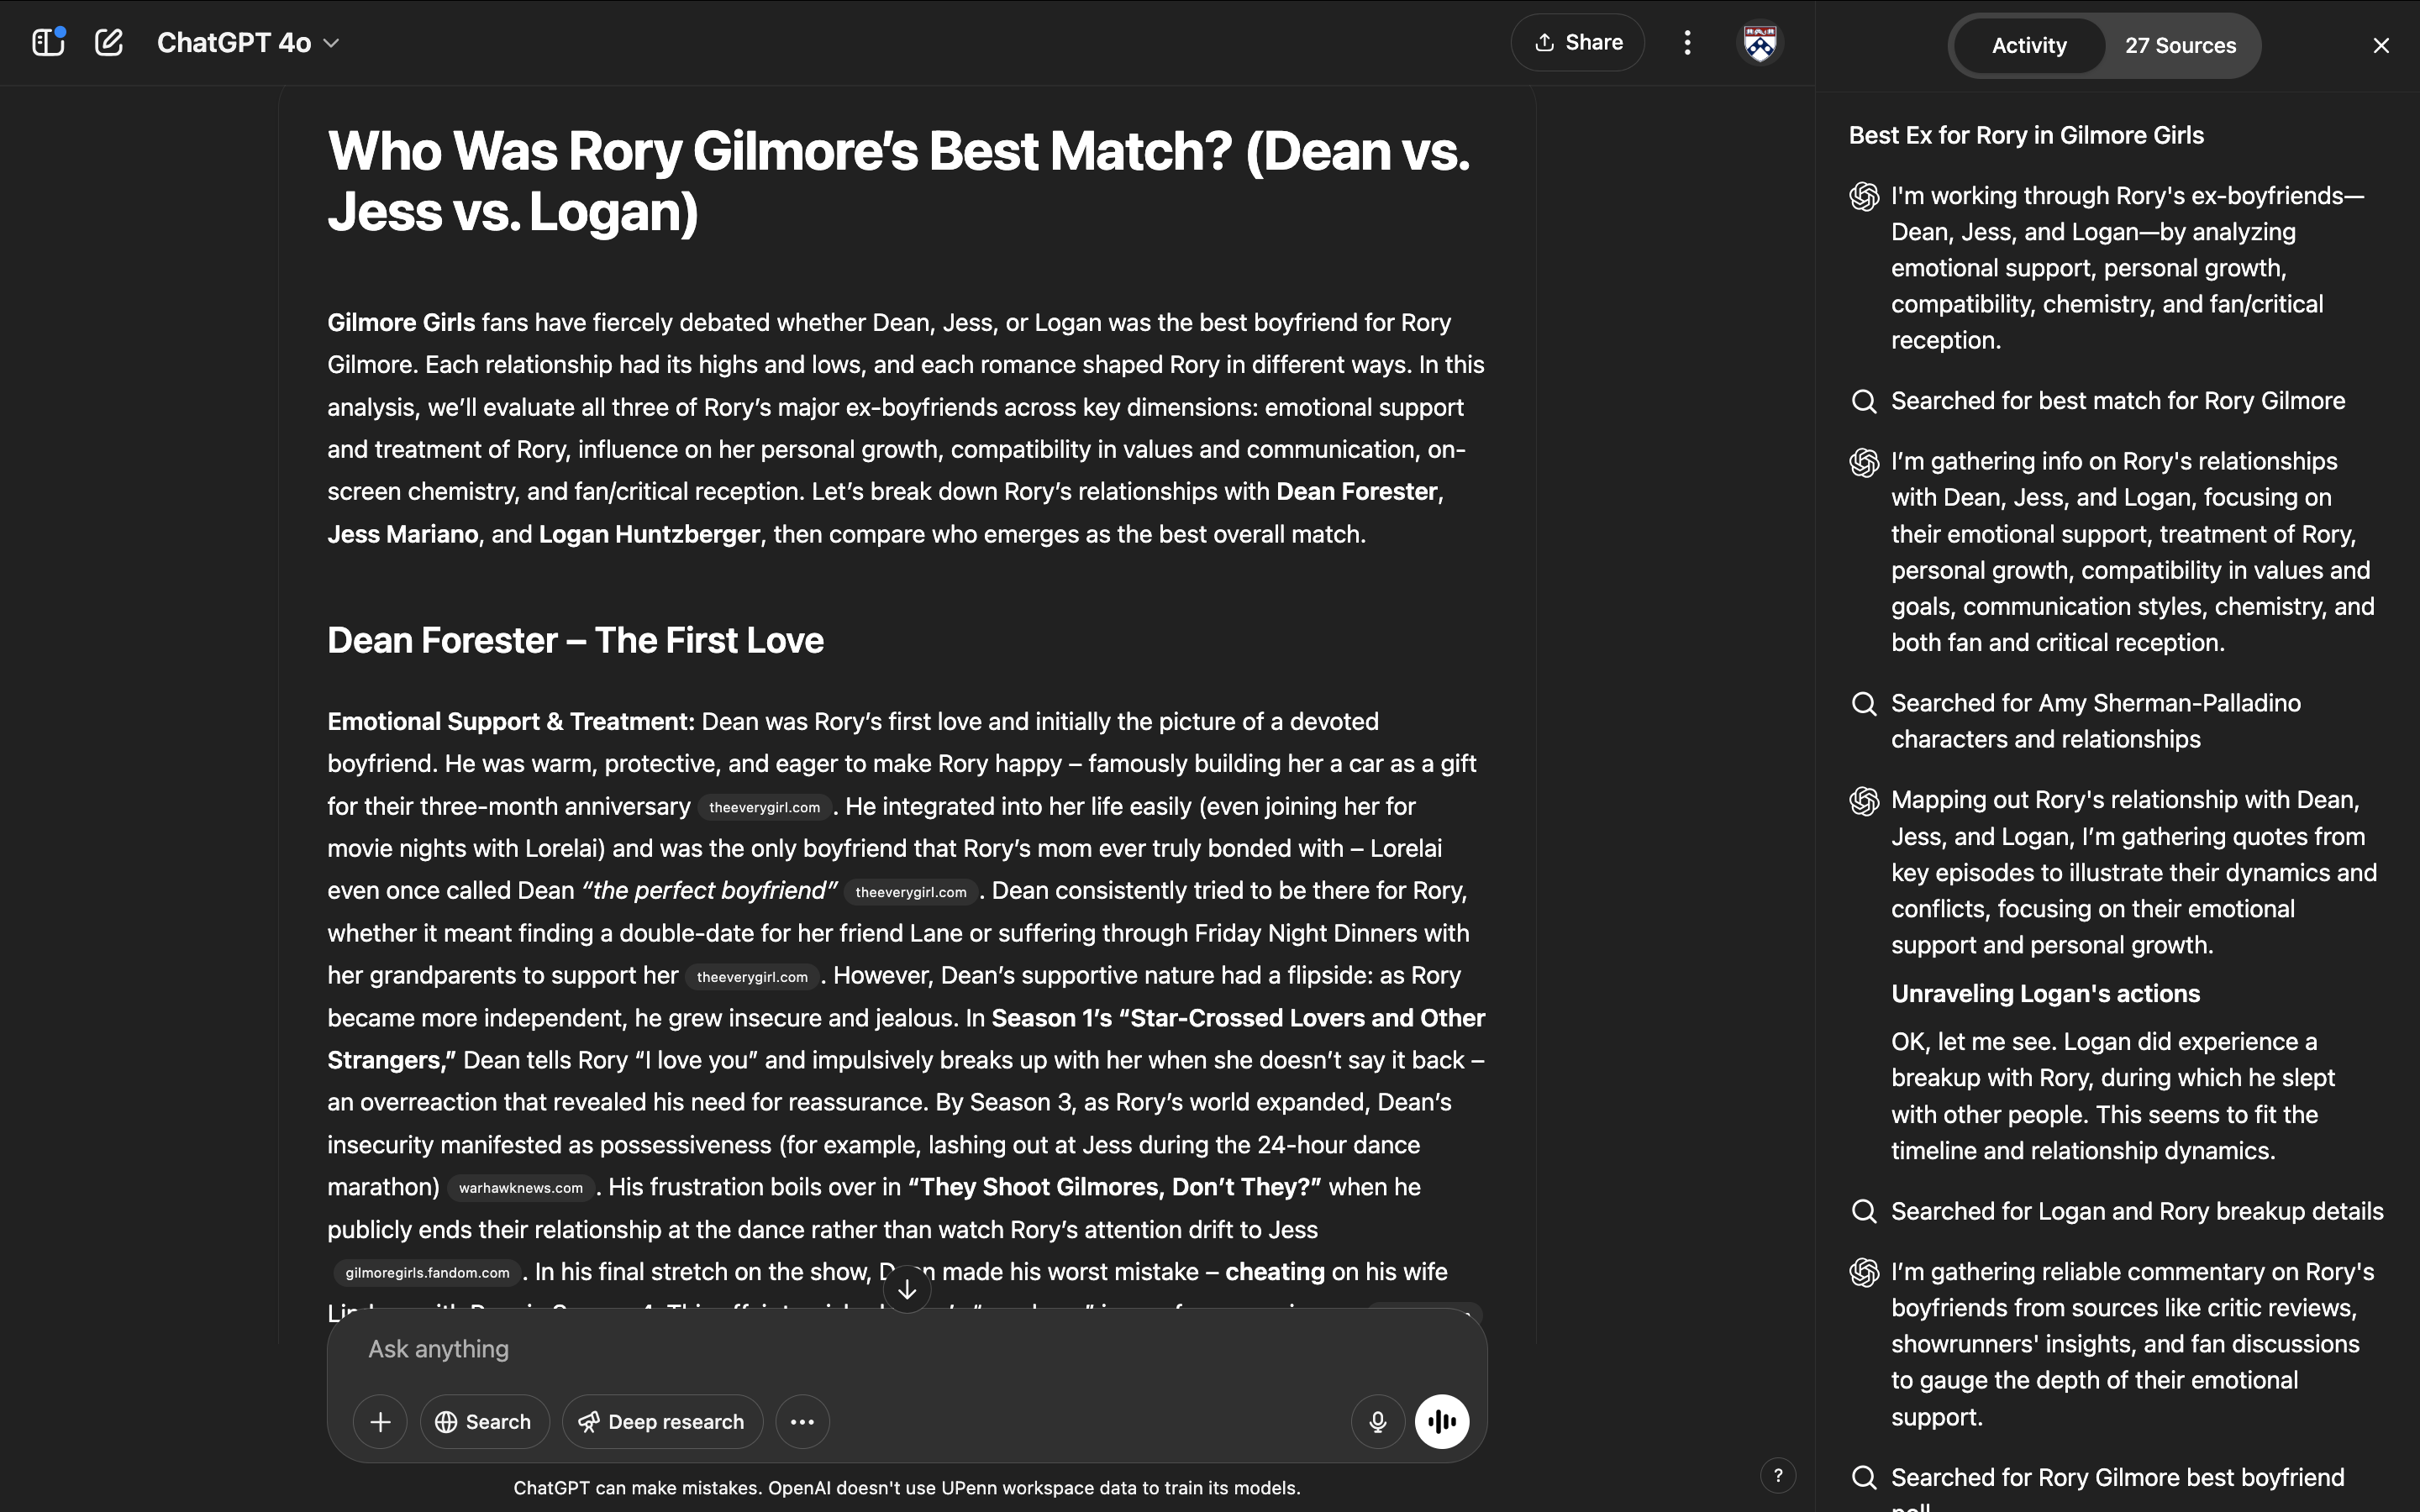 ChatGPT 4o
Share
Who Was Rory Gilmore’s Best Match? (Dean vs.
Jess vs. Logan)
Gilmore Girls fans have fiercely debated whether Dean, Jess, or Logan was the best boyfriend for Rory
Gilmore. Each relationship had its highs and lows, and each romance shaped Rory in different ways. In this
analysis, we’ll evaluate all three of Rory’s major ex-boyfriends across key dimensions: emotional support
and treatment of Rory, influence on her personal growth, compatibility in values and communication, on-
screen chemistry, and fan/critical reception. Let’s break down Rory’s relationships with Dean Forester,
Jess Mariano, and Logan Huntzberger, then compare who emerges as the best overall match.
Dean Forester – The First Love
Emotional Support & Treatment: Dean was Rory’s first love and initially the picture of a devoted
boyfriend. He was warm, protective, and eager to make Rory happy – famously building her a car as a gift
for their three-month anniversary theeverygirl.com . He integrated into her life easily (even joining her for
movie nights with Lorelai) and was the only boyfriend that Rory’s mom ever truly bonded with – Lorelai
even once called Dean “the perfect boyfriend” theeverygirl.com . Dean consistently tried to be there for Rory,
whether it meant finding a double-date for her friend Lane or suffering through Friday Night Dinners with
her grandparents to support her theeverygirl.com . However, Dean’s supportive nature had a flipside: as Rory
became more independent, he grew insecure and jealous. In Season 1’s “Star-Crossed Lovers and Other
Strangers,” Dean tells Rory “I love you” and impulsively breaks up with her when she doesn’t say it back –
an overreaction that revealed his need for reassurance. By Season 3, as Rory’s world expanded, Dean’s
insecurity manifested as possessiveness (for example, lashing out at Jess during the 24-hour dance
marathon) warhawknews.com . His frustration boils over in “They Shoot Gilmores, Don’t They?” when he
publicly ends their relationship at the dance rather than watch Rory’s attention drift to Jess
gilmoregirls.fandom.com . In his final stretch on the show, Dean made his worst mistake – cheating on his wife
Ask anything
Search
Deep research
ChatGPT can make mistakes. OpenAI doesn't use UPenn workspace data to train its models.
?
Activity
27 Sources
Best Ex for Rory in Gilmore Girls
I'm working through Rory's ex-boyfriends—
Dean, Jess, and Logan—by analyzing
emotional support, personal growth,
compatibility, chemistry, and fan/critical
reception.
Searched for best match for Rory Gilmore
I’m gathering info on Rory's relationships
with Dean, Jess, and Logan, focusing on
their emotional support, treatment of Rory,
personal growth, compatibility in values and
goals, communication styles, chemistry, and
both fan and critical reception.
Searched for Amy Sherman-Palladino
characters and relationships
Mapping out Rory's relationship with Dean,
Jess, and Logan, I’m gathering quotes from
key episodes to illustrate their dynamics and
conflicts, focusing on their emotional
support and personal growth.
Unraveling Logan's actions
OK, let me see. Logan did experience a
breakup with Rory, during which he slept
with other people. This seems to fit the
timeline and relationship dynamics.
Searched for Logan and Rory breakup details
I’m gathering reliable commentary on Rory's
boyfriends from sources like critic reviews,
showrunners' insights, and fan discussions
to gauge the depth of their emotional
support.
Searched for Rory Gilmore best boyfriend